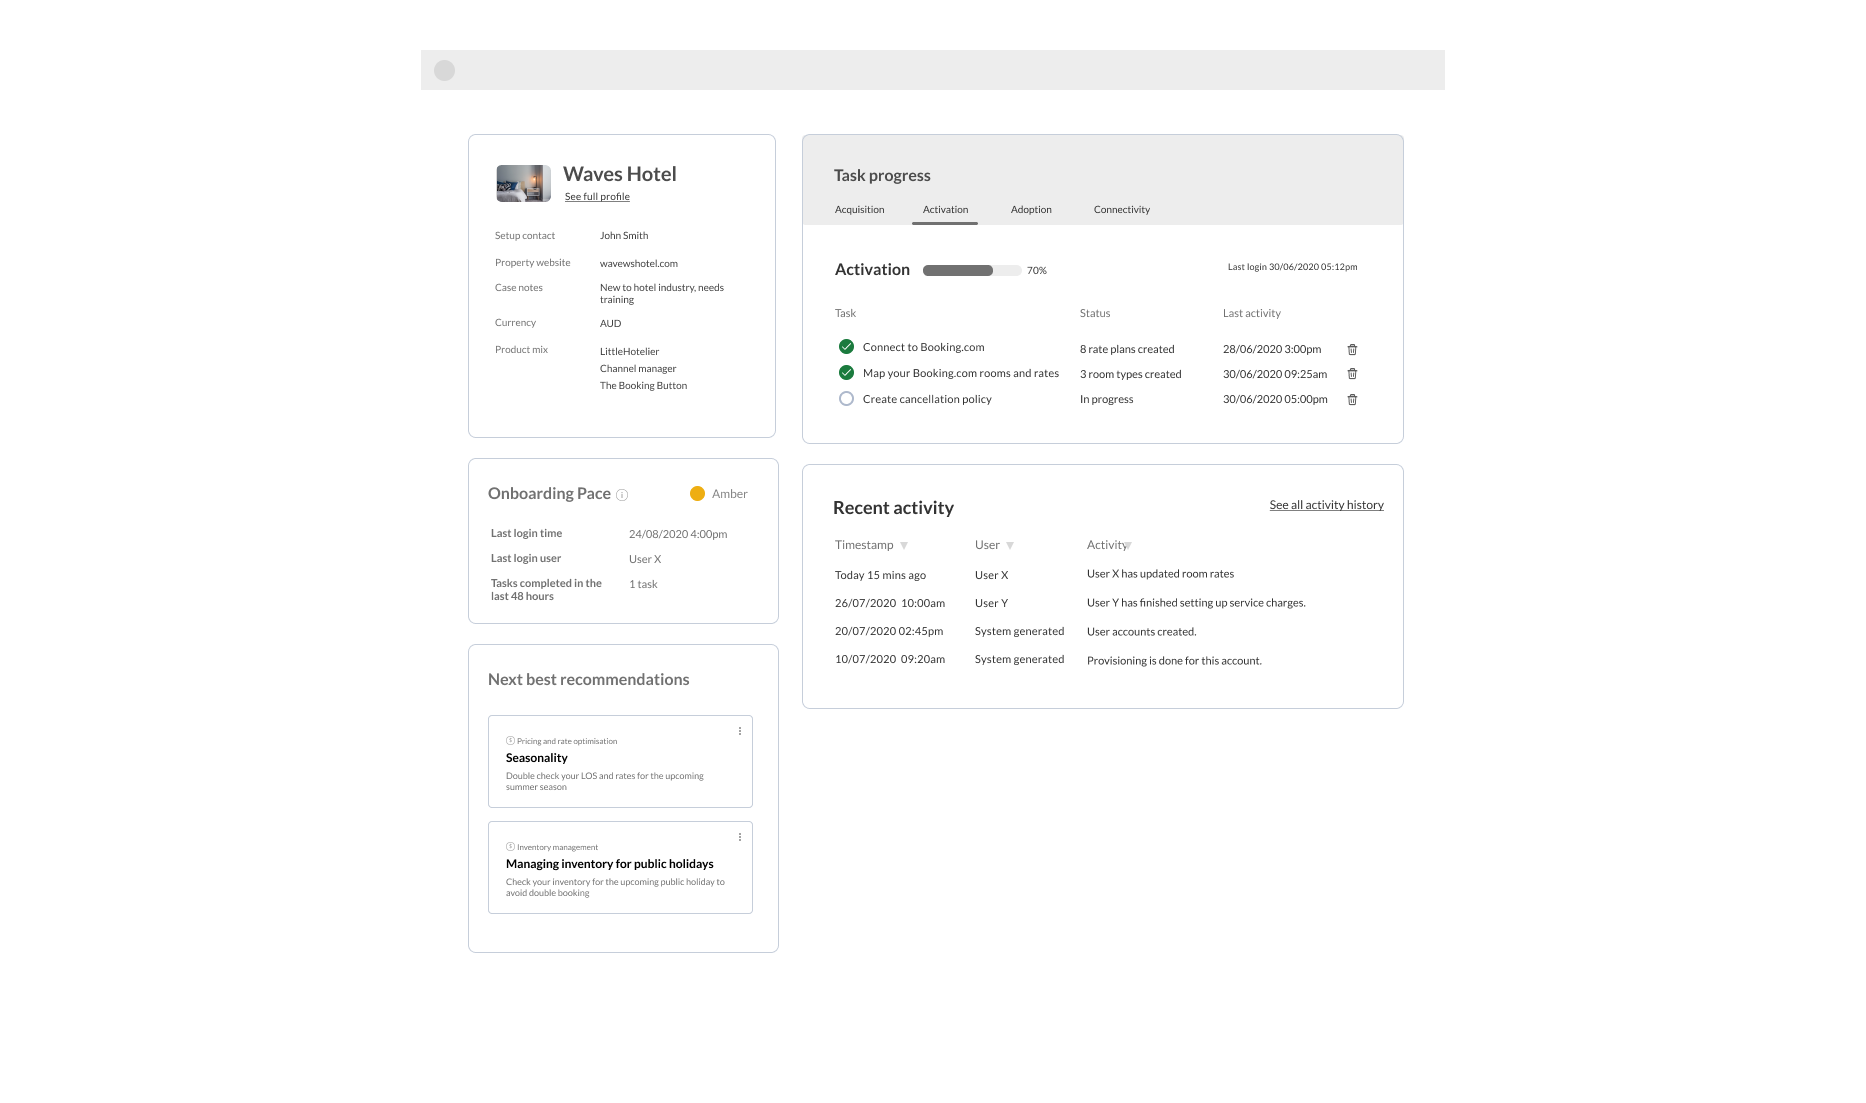 Waves Hotel
See full profile
Setup contact John Smith
Property website wavewshotel.com
Case notes New to hotel industry, needs
training
Currency AUD
Product mix LittleHotelier
Channel manager
The Booking Button
Onboarding Pace Amber
Last login time 24/08/2020 4:00pm
Last login user User X
Tasks completed in the 1 task
last 48 hours
Next best recommendations
Pricing and rate optimisation
Seasonality
Double check your LOS and rates for the upcoming
summer season
Inventory management
Managing inventory for public holidays
Check your inventory for the upcoming public holiday to
avoid double booking
Task progress
Acquisition Activation Adoption Connectivity
Activation 70% Last login 30/06/2020 05:12pm
Task Status Last activity
Connect to Booking.com 8 rate plans created 28/06/2020 3:00pm
Map your Booking.com rooms and rates 3 room types created 30/06/2020 09:25am
Create cancellation policy In progress 30/06/2020 05:00pm
Recent activity See all activity history
Timestamp User Activity
Today 15 mins ago User X User X has updated room rates
26/07/2020 10:00am User Y User Y has finished setting up service charges.
20/07/2020 02:45pm System generated User accounts created.
10/07/2020 09:20am System generated Provisioning is done for this account.